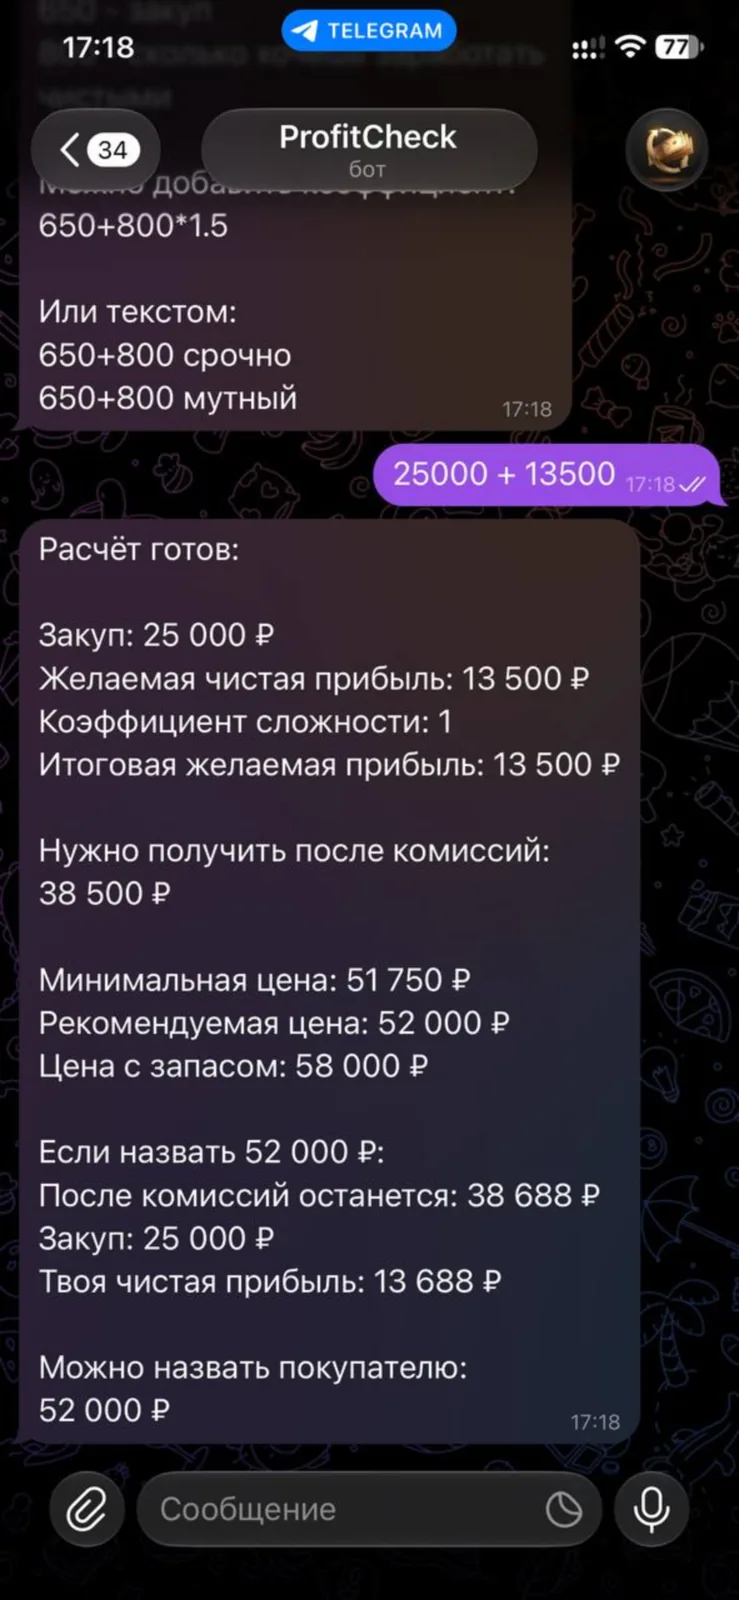 17:18
TELEGRAM
77
34
ProfitCheck
бот
650 - закуп
650+800*1.5
Или текстом:
650+800 срочно
650+800 мутный
17:18
25000 + 13500
17:18
Расчёт готов:
Закуп: 25 000 ₽
Желаемая чистая прибыль: 13 500 ₽
Коэффициент сложности: 1
Итоговая желаемая прибыль: 13 500 ₽
Нужно получить после комиссий:
38 500 ₽
Минимальная цена: 51 750 ₽
Рекомендуемая цена: 52 000 ₽
Цена с запасом: 58 000 ₽
Если назвать 52 000 ₽:
После комиссий останется: 38 688 ₽
Закуп: 25 000 ₽
Твоя чистая прибыль: 13 688 ₽
Можно назвать покупателю:
52 000 ₽
17:18
Сообщение